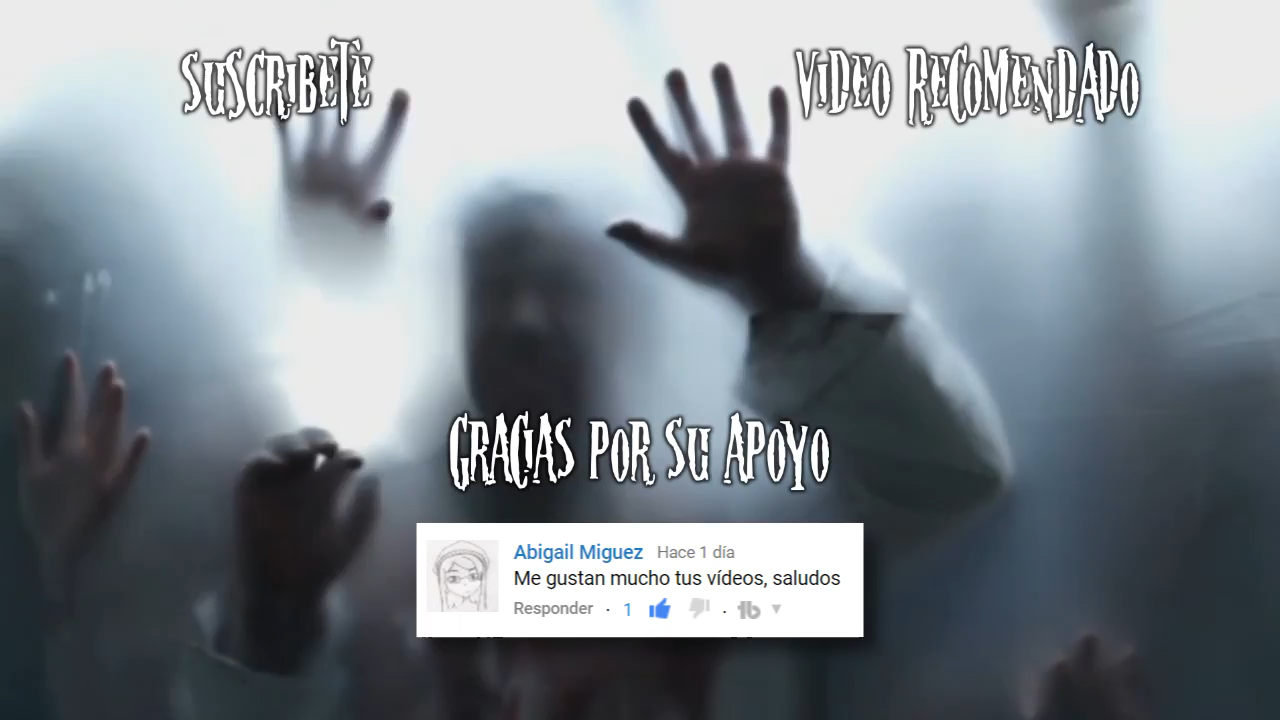 SUSCRIBETE
VIDEO RECOMENDADO
GRACIAS POR SU APOYO
Abigail Miguez Hace 1 día
Me gustan mucho tus vídeos, saludos
Responder · 1 ·